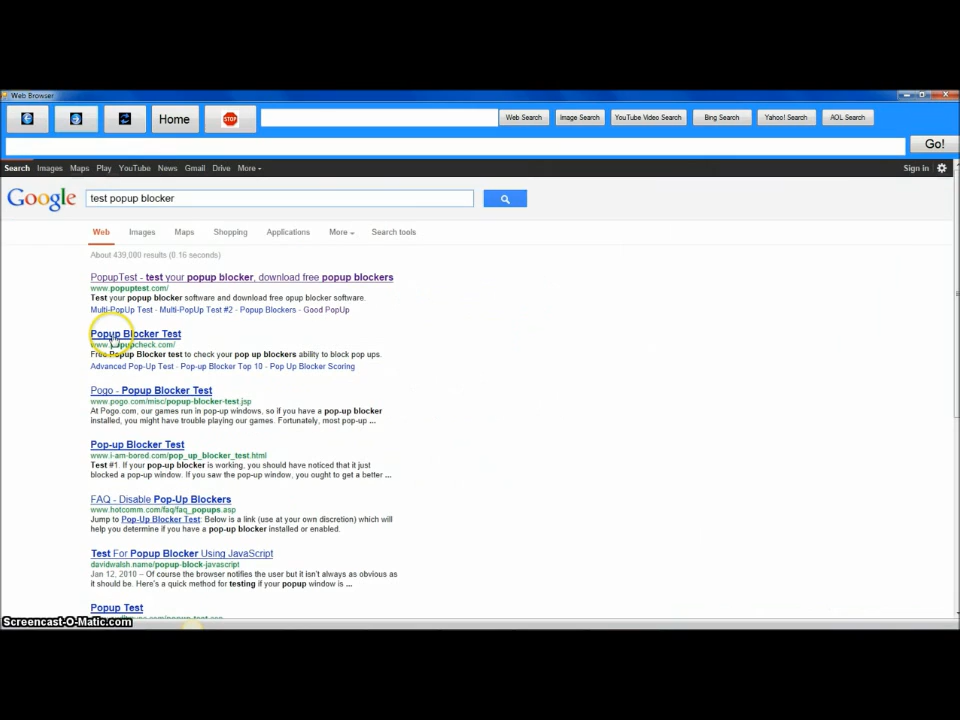 Web Browser
Home STOP Web Search Image Search YouTube Video Search Bing Search Yahoo! Search AOL Search
Go!
Search Images Maps Play YouTube News Gmail Drive More Sign in
Google test popup blocker
Web Images Maps Shopping Applications More Search tools
About 439,000 results (0.16 seconds)
PopupTest - test your popup blocker, download free popup blockers
www.popuptest.com/
Test your popup blocker software and download free opup blocker software.
Multi-PopUp Test - Multi-PopUp Test #2 - Popup Blockers - Good PopUp
Popup Blocker Test
www.popupcheck.com/
Free Popup Blocker test to check your pop up blockers ability to block pop ups.
Advanced Pop-Up Test - Pop-up Blocker Top 10 - Pop Up Blocker Scoring
Pogo - Popup Blocker Test
www.pogo.com/misc/popup-blocker-test.jsp
At Pogo.com, our games run in pop-up windows, so if you have a pop-up blocker
installed, you might have trouble playing our games. Fortunately, most pop-up ...
Pop-up Blocker Test
www.i-am-bored.com/pop_up_blocker_test.html
Test #1. If your pop-up blocker is working, you should have noticed that it just
blocked a pop-up window. If you saw the pop-up window, you ought to get a better ...
FAQ - Disable Pop-Up Blockers
www.hotcomm.com/faq/faq_popups.asp
Jump to Pop-Up Blocker Test: Below is a link (use at your own discretion) which will
help you determine if you have a pop-up blocker installed or enabled.
Test For Popup Blocker Using JavaScript
davidwalsh.name/popup-block-javascript
Jan 12, 2010 – Of course the browser notifies the user but it isn't always as obvious as
it should be. Here's a quick method for testing if your popup window is ...
Popup Test
Screencast-O-Matic.com